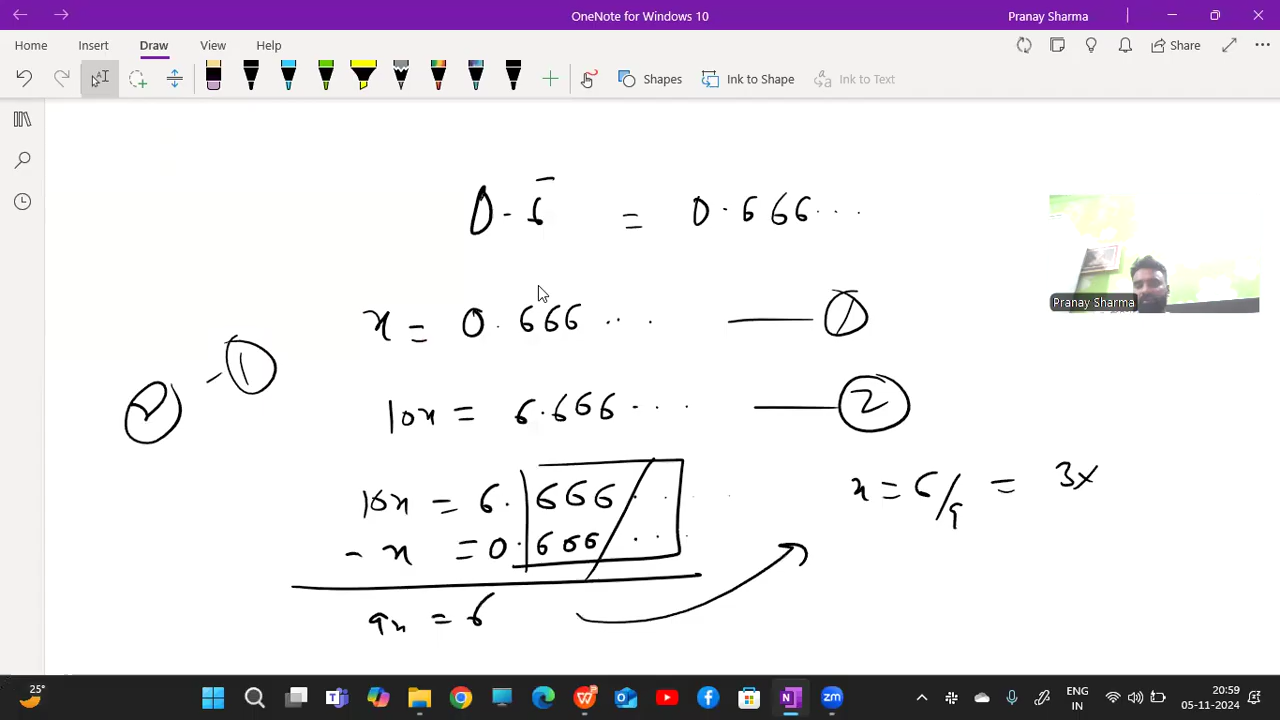 OneNote for Windows 10
Pranay Sharma
Home Insert Draw View Help
Share
Shapes
Ink to Shape
Ink to Text
0.6̅ = 0.666...
Pranay Sharma
x = 0.666... — ①
② - ①
10x = 6.666... — ②
10x = 6.666...
- x = 0.666...
9x = 6
x = 6/9 = 3x
25°
ENG
IN
20:59
05-11-2024